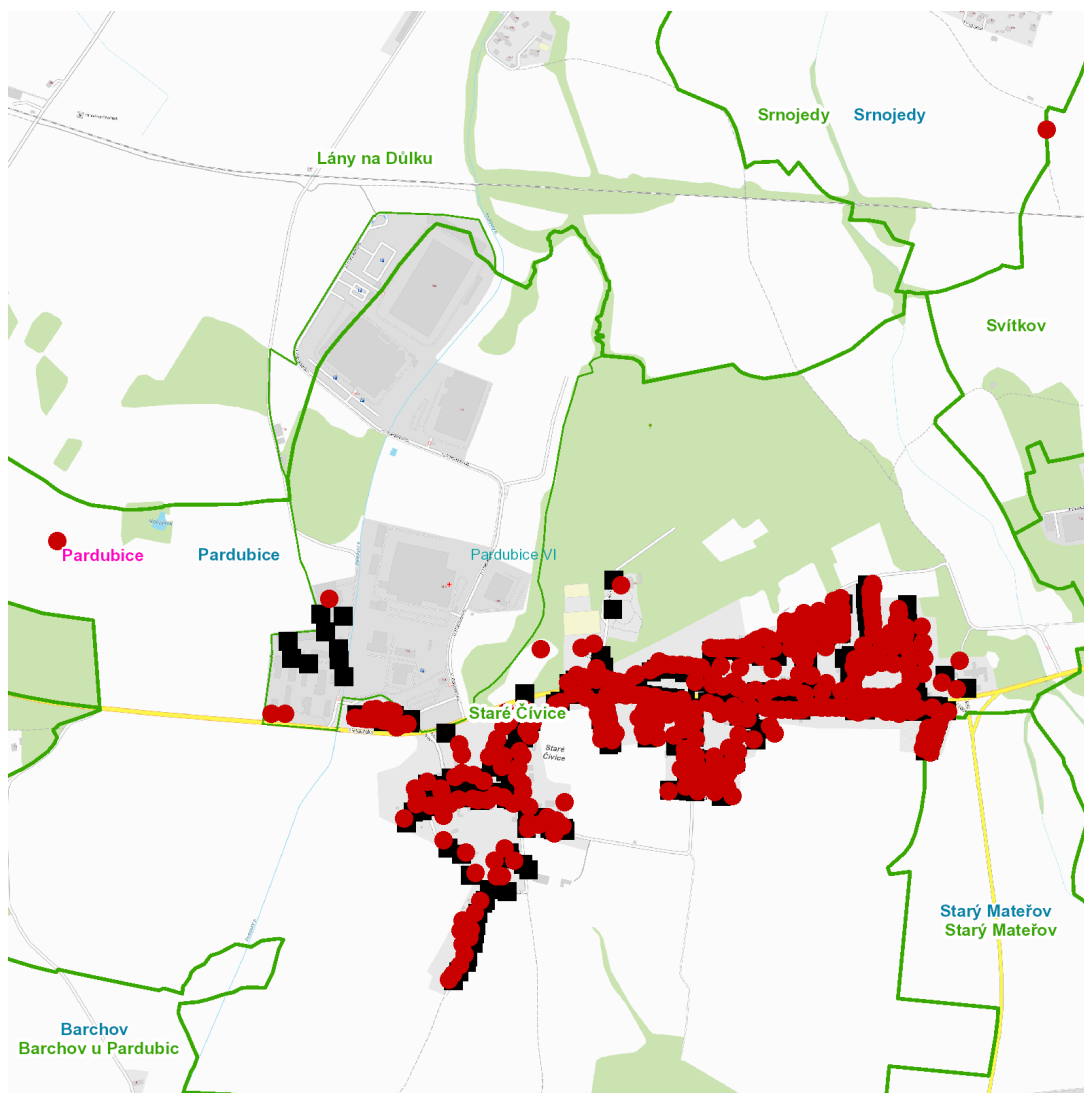 Srnojedy
Srnojedy
Lány na Důlku
Svítkov
Pardubice
Pardubice
Pardubice VI
Staré Čívice
Staré
Čívice
Starý Mateřov
Starý Mateřov
Barchov
Barchov u Pardubic